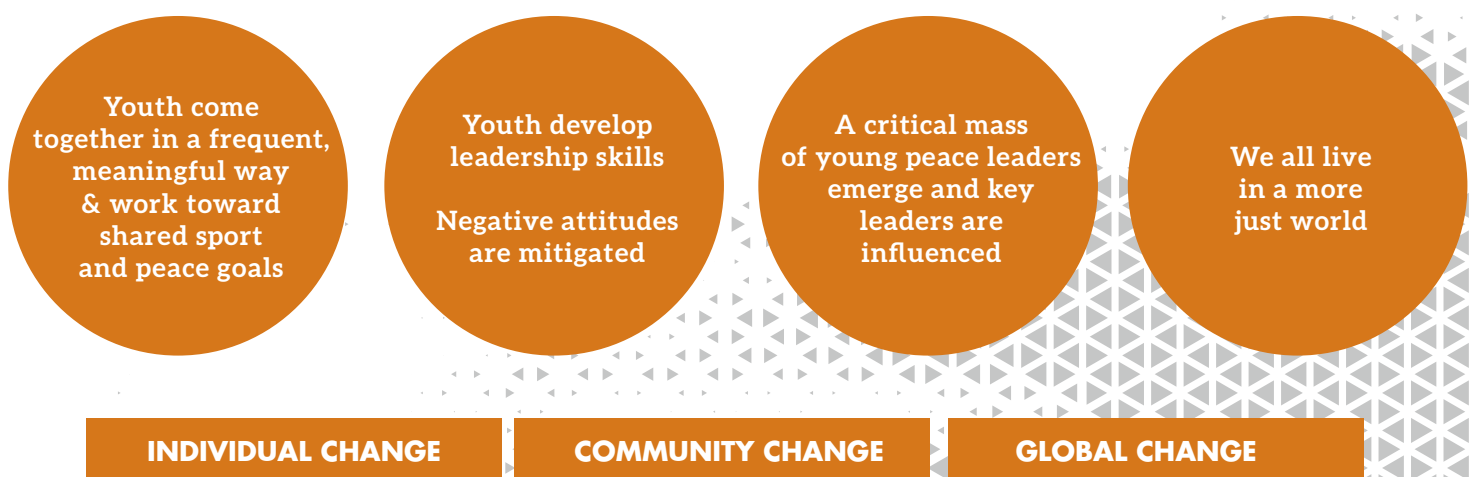 Youth come
together in a frequent,
meaningful way
& work toward
shared sport
and peace goals
Youth develop
leadership skills
Negative attitudes
are mitigated
A critical mass
of young peace leaders
emerge and key
leaders are
influenced
We all live
in a more
just world
INDIVIDUAL CHANGE
COMMUNITY CHANGE
GLOBAL CHANGE